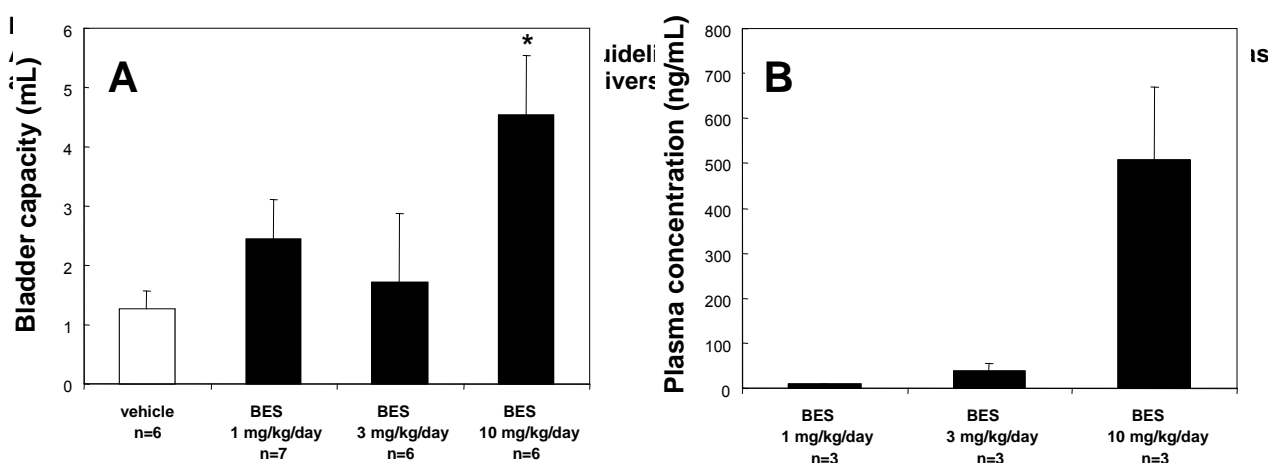 A
Bladder capacity (mL)
6
5
4
3
2
1
0
*
vehicle
n=6
BES
1 mg/kg/day
n=7
BES
3 mg/kg/day
n=6
BES
10 mg/kg/day
n=6
B
Plasma concentration (ng/mL)
800
700
600
500
400
300
200
100
0
BES
1 mg/kg/day
n=3
BES
3 mg/kg/day
n=3
BES
10 mg/kg/day
n=3